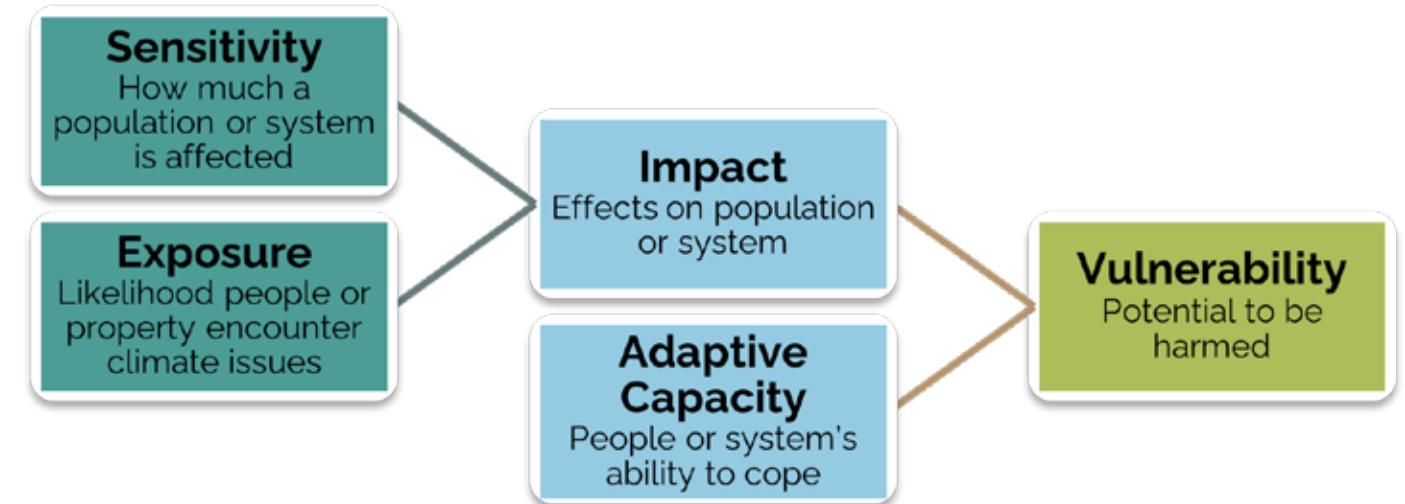 Sensitivity
How much a
population or system
is affected
Exposure
Likelihood people or
property encounter
climate issues
Impact
Effects on population
or system
Adaptive
Capacity
People or system's
ability to cope
Vulnerability
Potential to be
harmed